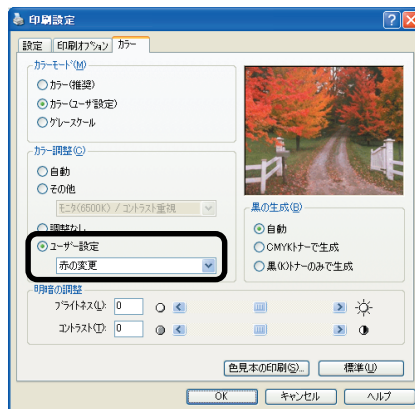 印刷設定
設定 印刷オプション カラー
カラーモード(M)
カラー(推奨)
カラー(ユーザ設定)
グレースケール
カラー調整(C)
自動
その他
モニタ(6500K) / コントラスト重視
調整なし
ユーザー設定
赤の変更
黒の生成(B)
自動
CMYKトナーで生成
黒(K)トナーのみで生成
明暗の調整
ブライトネス(L): 0
コントラスト(T): 0
色見本の印刷(S)... 標準(U)
OK キャンセル ヘルプ